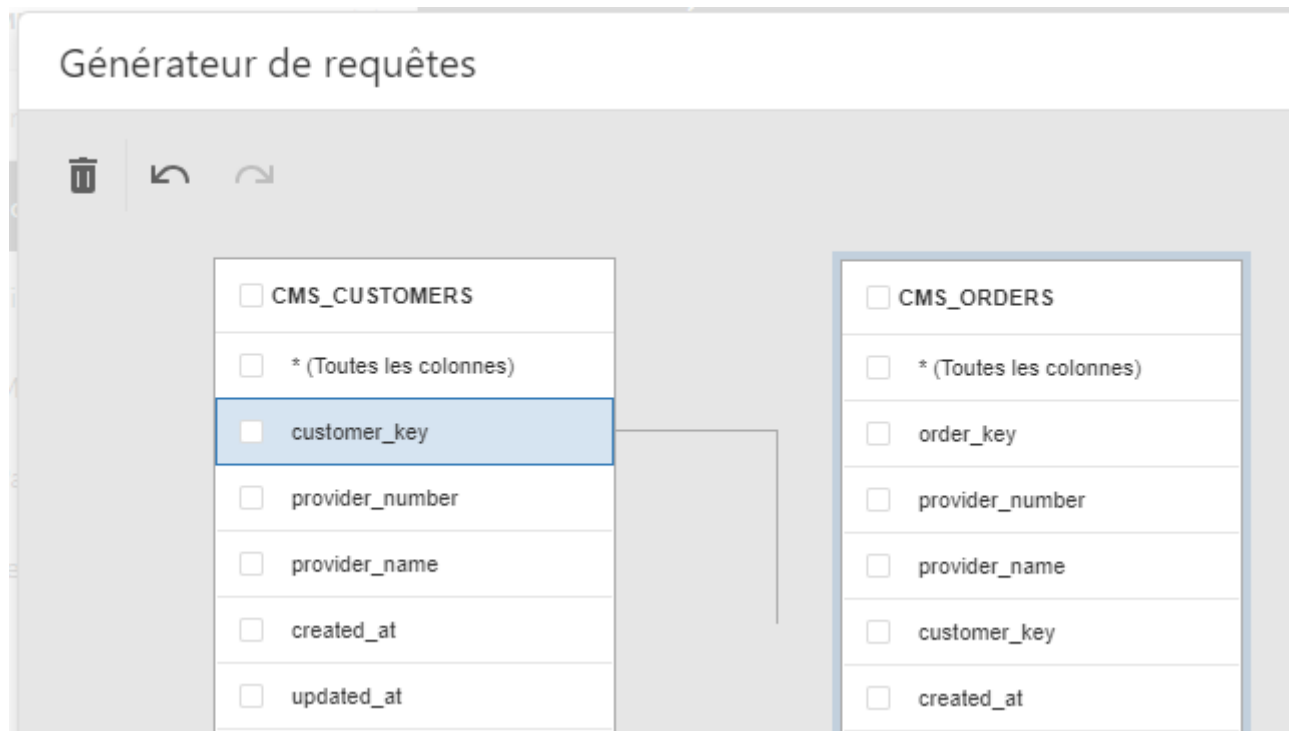 Générateur de requêtes
CMS_CUSTOMERS
* (Toutes les colonnes)
customer_key
provider_number
provider_name
created_at
updated_at
CMS_ORDERS
* (Toutes les colonnes)
order_key
provider_number
provider_name
customer_key
created_at